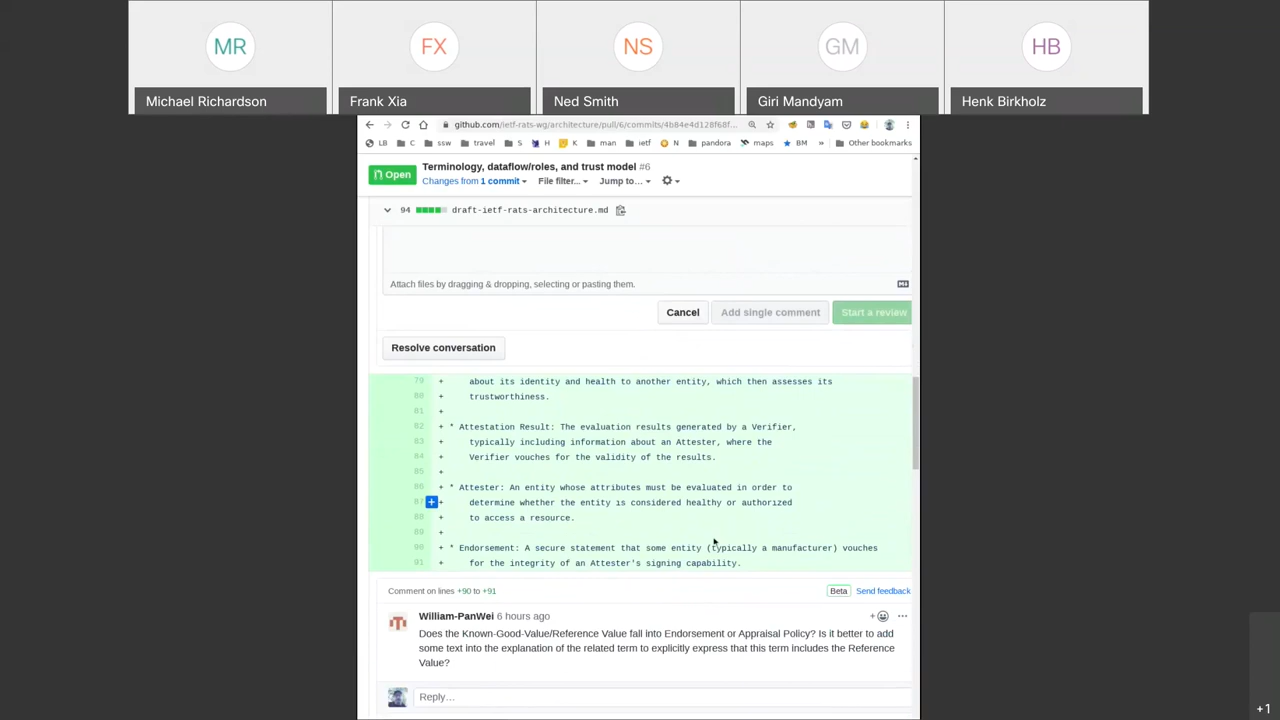 MR
FX
NS
GM
HB
Michael Richardson
Frank Xia
Ned Smith
Giri Mandyam
Henk Birkholz
github.com/ietf-rats-wg/architecture/pull/6/commits/4b84e4d128f68f...
LB
C
ssw
travel
S
H
K
man
ietf
N
pandora
maps
BM
»
Other bookmarks
Open
Terminology, dataflow/roles, and trust model #6
Changes from 1 commit
File filter...
Jump to...
94 draft-ietf-rats-architecture.md
Attach files by dragging & dropping, selecting or pasting them.
Cancel
Add single comment
Start a review
Resolve conversation
79 + about its identity and health to another entity, which then assesses its
80 + trustworthiness.
81 +
82 + * Attestation Result: The evaluation results generated by a Verifier,
83 + typically including information about an Attester, where the
84 + Verifier vouches for the validity of the results.
85 +
86 + * Attester: An entity whose attributes must be evaluated in order to
87 + determine whether the entity is considered healthy or authorized
88 + to access a resource.
89 +
90 + * Endorsement: A secure statement that some entity (typically a manufacturer) vouches
91 + for the integrity of an Attester's signing capability.
Comment on lines +90 to +91
Beta
Send feedback
William-PanWei 6 hours ago
Does the Known-Good-Value/Reference Value fall into Endorsement or Appraisal Policy? Is it better to add
some text into the explanation of the related term to explicitly express that this term includes the Reference
Value?
Reply...
+1